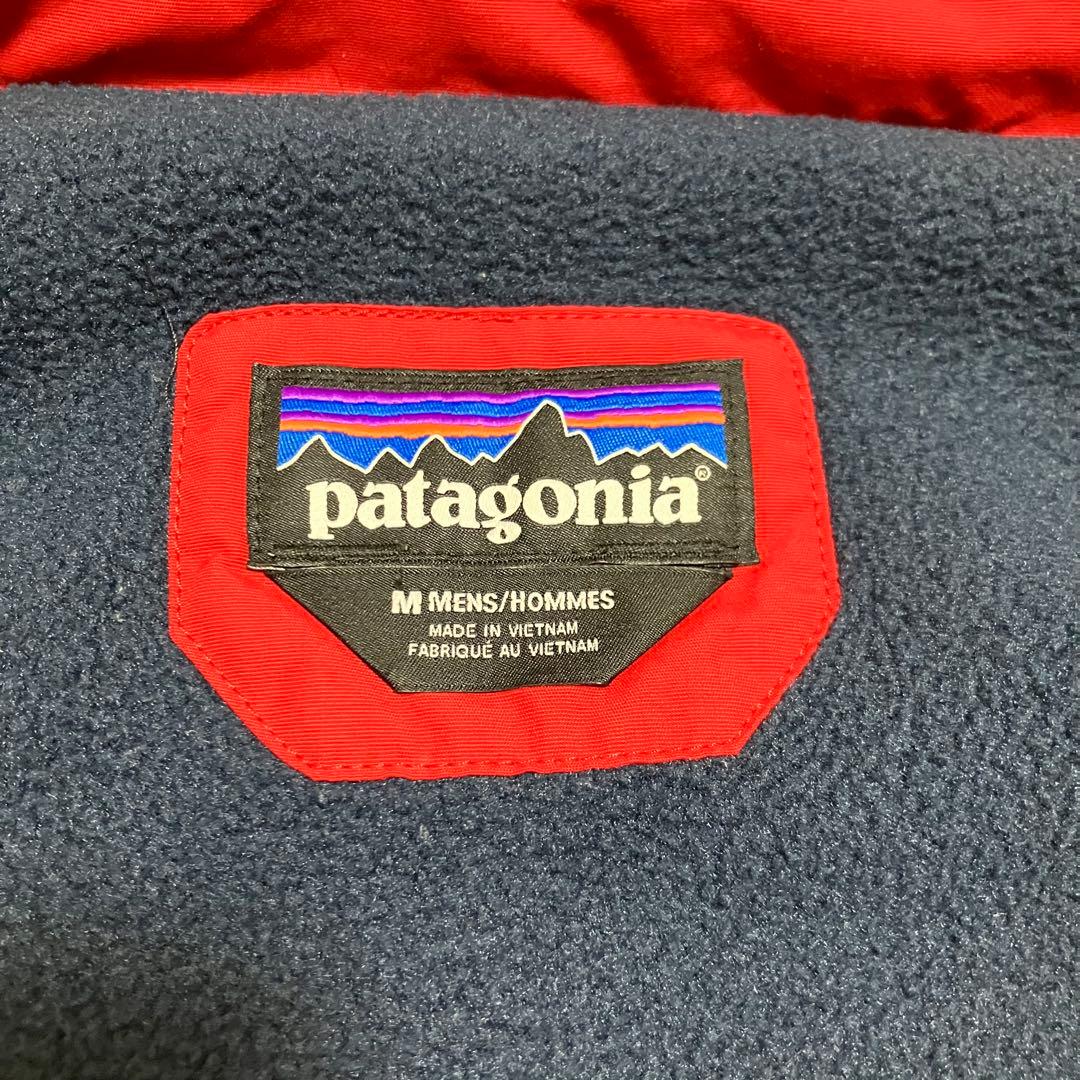 patagonia®
M MENS/HOMMES
MADE IN VIETNAM
FABRIQUÉ AU VIETNAM